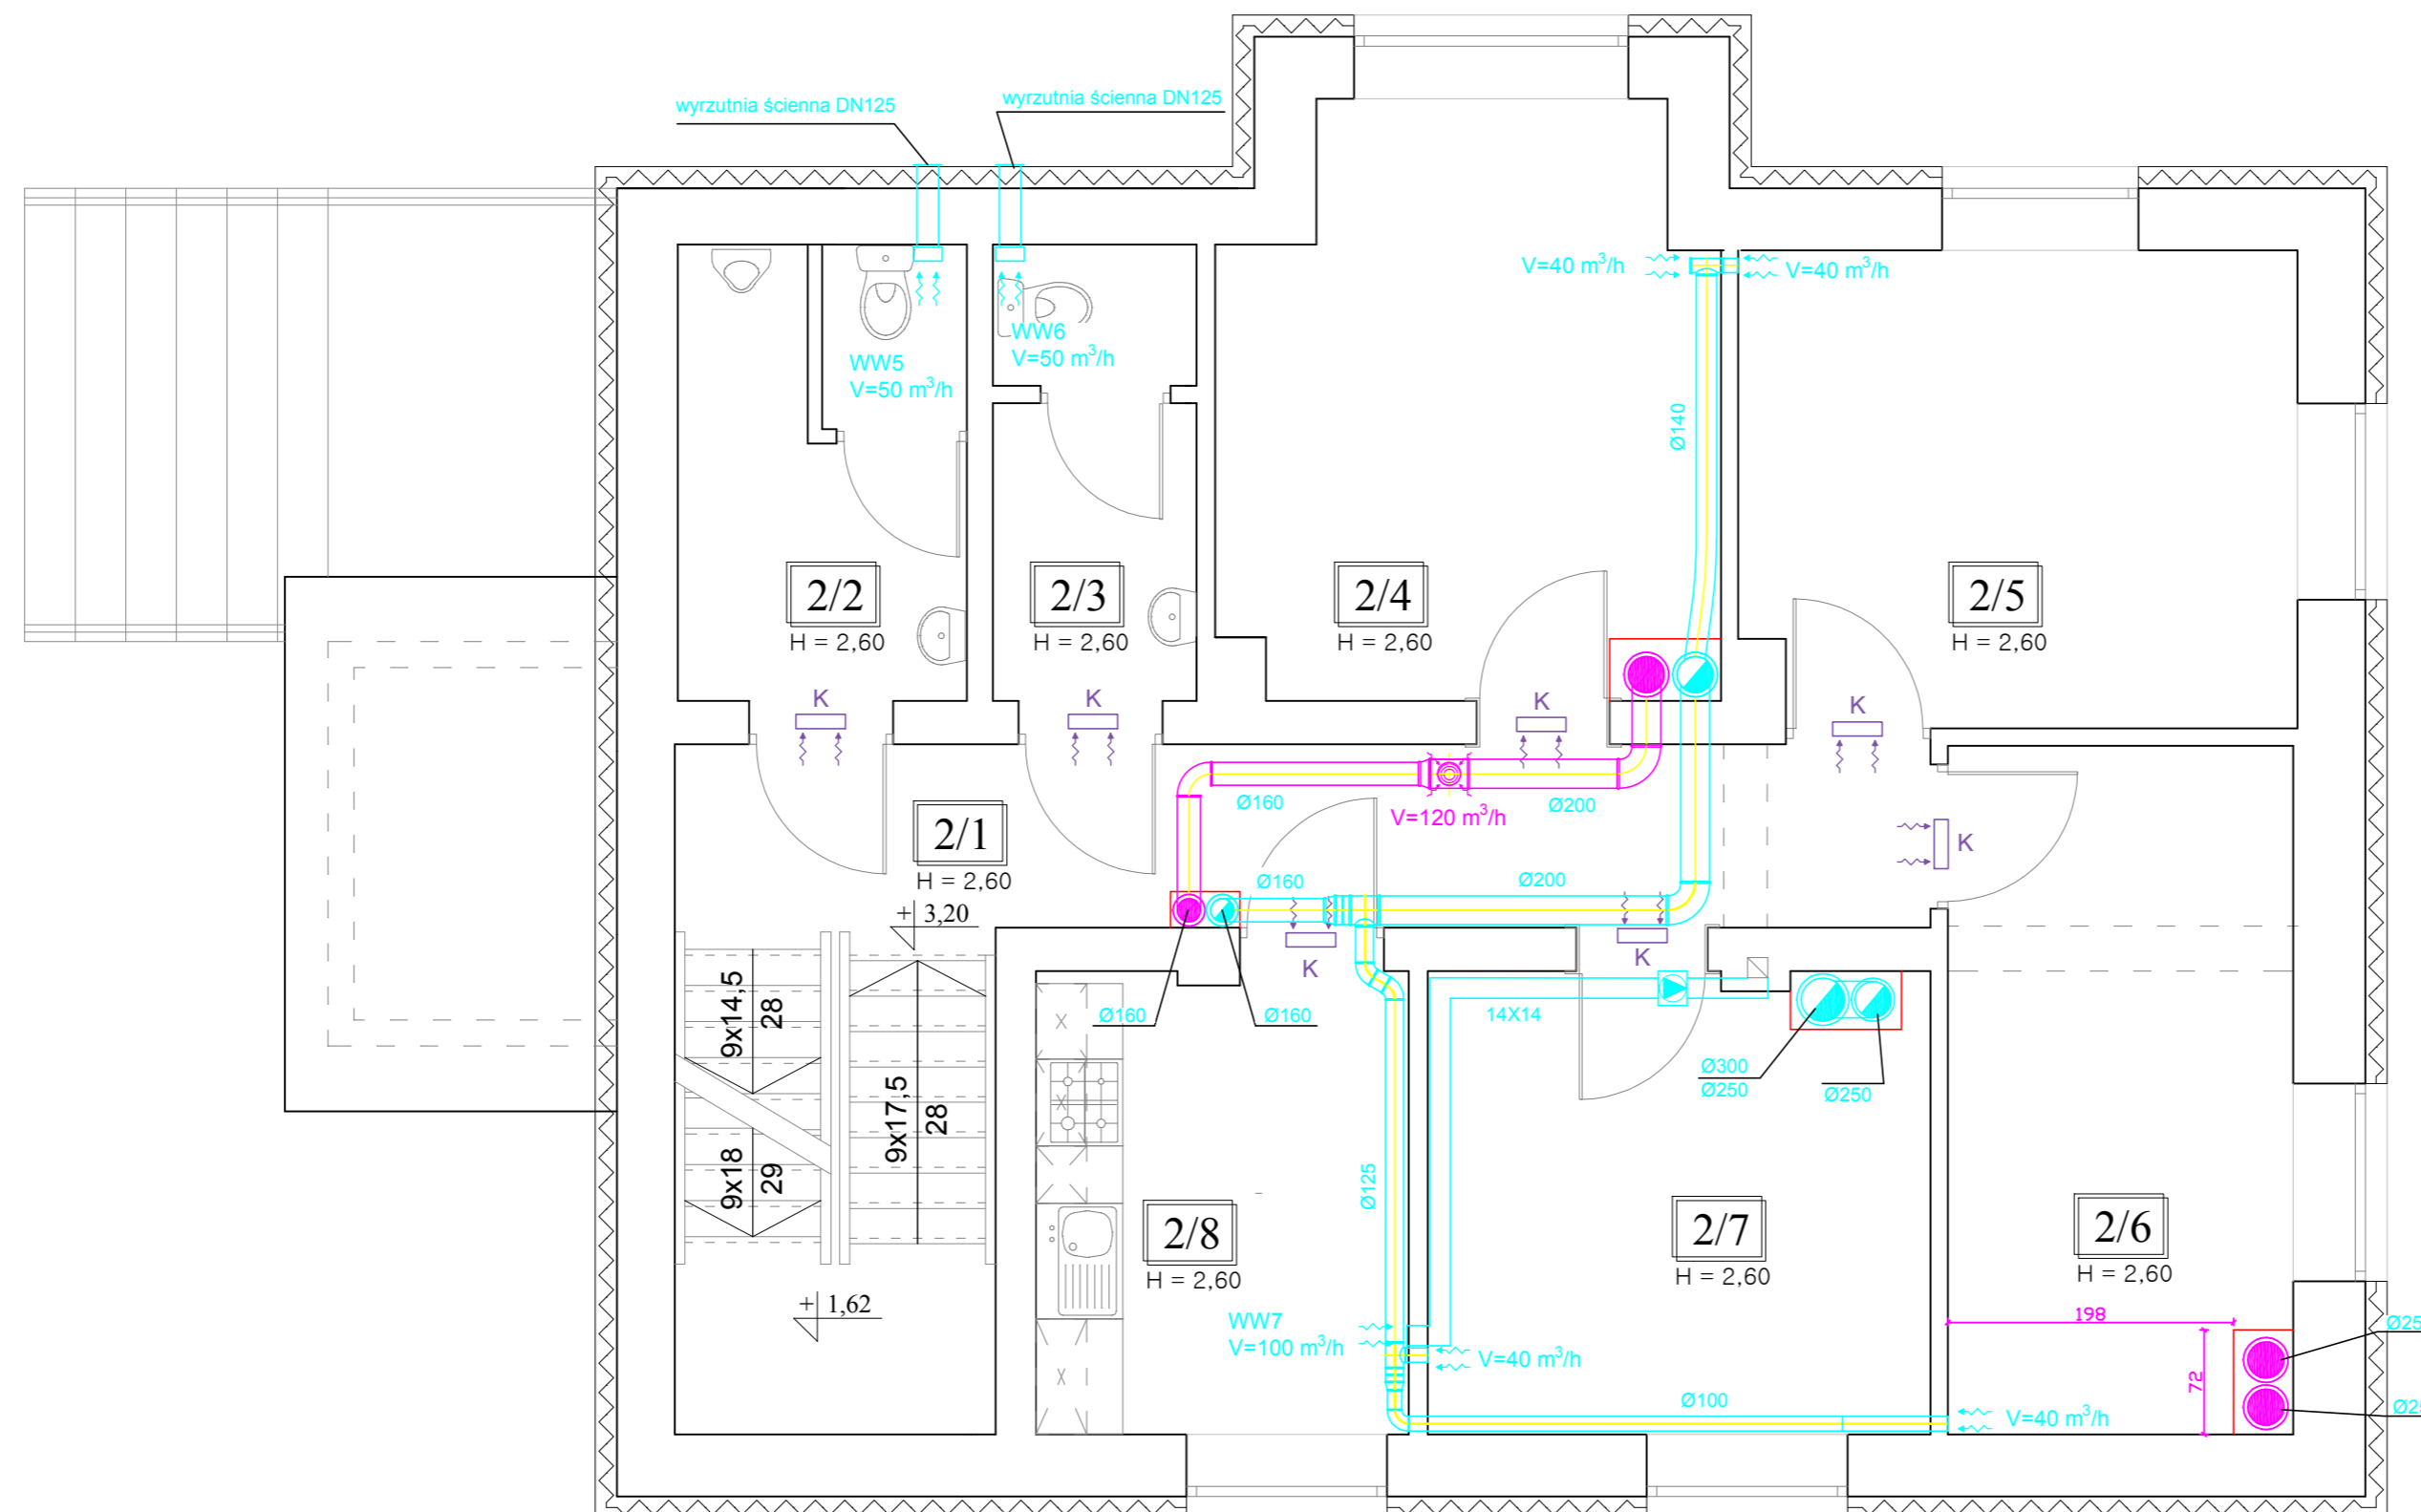 wyrzutnia ścienna DN125
wyrzutnia ścienna DN125
V=40 m³/h
V=40 m³/h
WW6
V=50 m³/h
WW5
V=50 m³/h
Ø140
2/2
H = 2,60
2/3
H = 2,60
2/4
H = 2,60
2/5
H = 2,60
K
K
K
K
Ø160
Ø200
V=120 m³/h
2/1
H = 2,60
K
Ø160
Ø200
+ 3,20
K
K
9x14,5
28
Ø160
Ø160
14X14
Ø300
Ø250
Ø250
9x17,5
28
9x18
29
X
X
X
Ø125
2/8
H = 2,60
2/7
H = 2,60
2/6
H = 2,60
+ 1,62
WW7
V=100 m³/h
V=40 m³/h
198
72
Ø25
Ø100
V=40 m³/h
Ø25